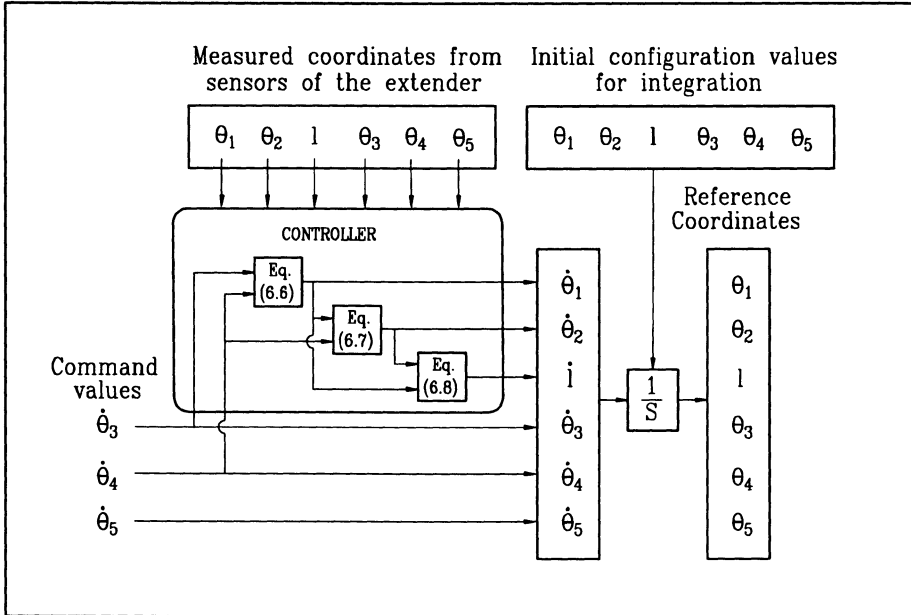 Measured coordinates from
sensors of the extender
Initial configuration values
for integration
θ₁ θ₂ l θ₃ θ₄ θ₅
θ₁ θ₂ l θ₃ θ₄ θ₅
Reference
Coordinates
CONTROLLER
Eq.
(6.6)
Eq.
(6.7)
Eq.
(6.8)
Command
values
θ̇₃
θ̇₄
θ̇₅
θ̇₁
θ̇₂
l̇
θ̇₃
θ̇₄
θ̇₅
1
S
θ₁
θ₂
l
θ₃
θ₄
θ₅